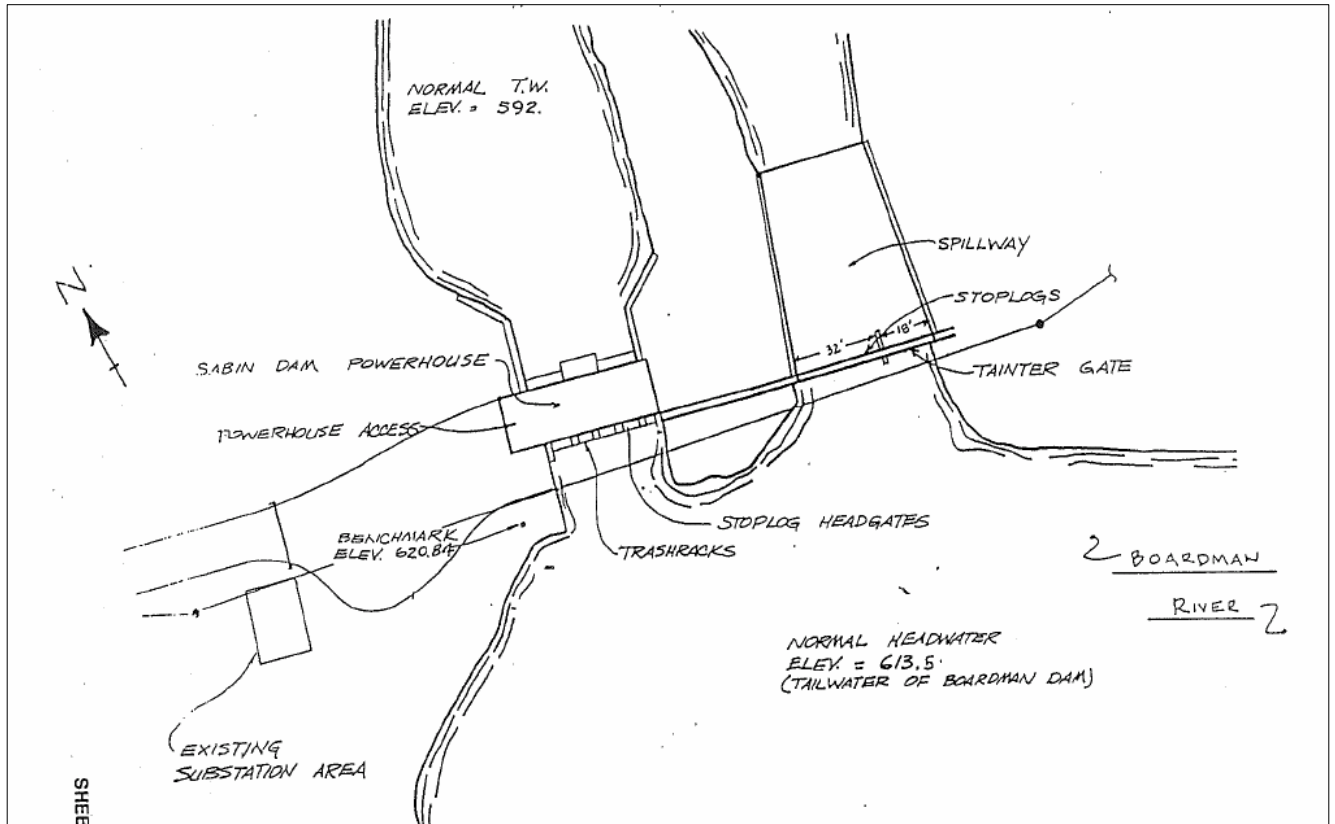 NORMAL T.W.
ELEV. = 592.
SPILLWAY
STOPLOGS
18'
32'
N
TAINTER GATE
SABIN DAM POWERHOUSE
POWERHOUSE ACCESS
STOPLOG HEADGATES
BENCHMARK
ELEV. 620.84
TRASHRACKS
BOARDMAN
RIVER
NORMAL HEADWATER
ELEV. = 613.5
(TAILWATER OF BOARDMAN DAM)
EXISTING
SUBSTATION AREA
SHEE